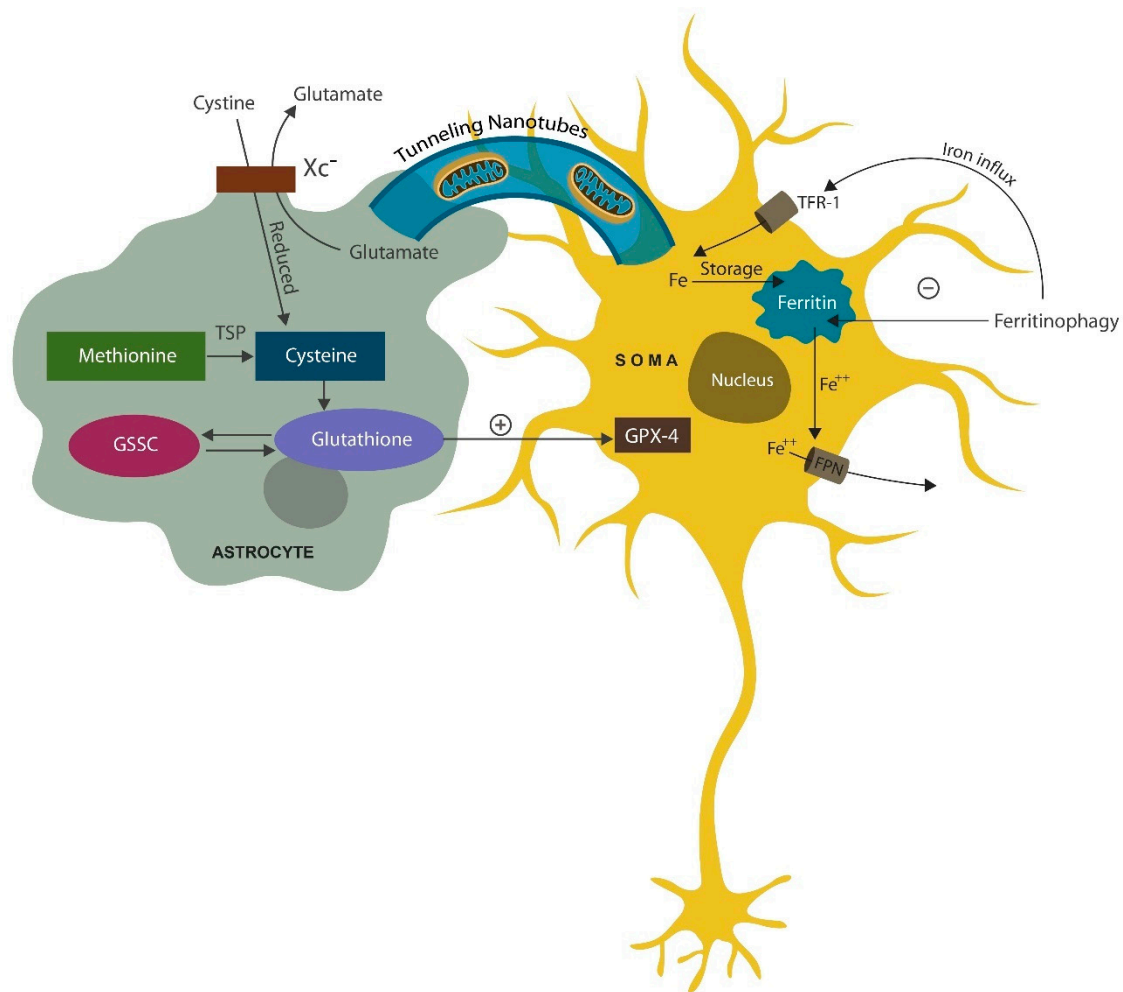 Cystine
Glutamate
Xc⁻
Reduced
Glutamate
Tunneling Nanotubes
Methionine
TSP
Cysteine
GSSC
Glutathione
ASTROCYTE
+
Iron influx
TFR-1
Fe
Storage
Ferritin
−
Ferritinophagy
SOMA
Nucleus
Fe⁺⁺
GPX-4
Fe⁺⁺
FPN